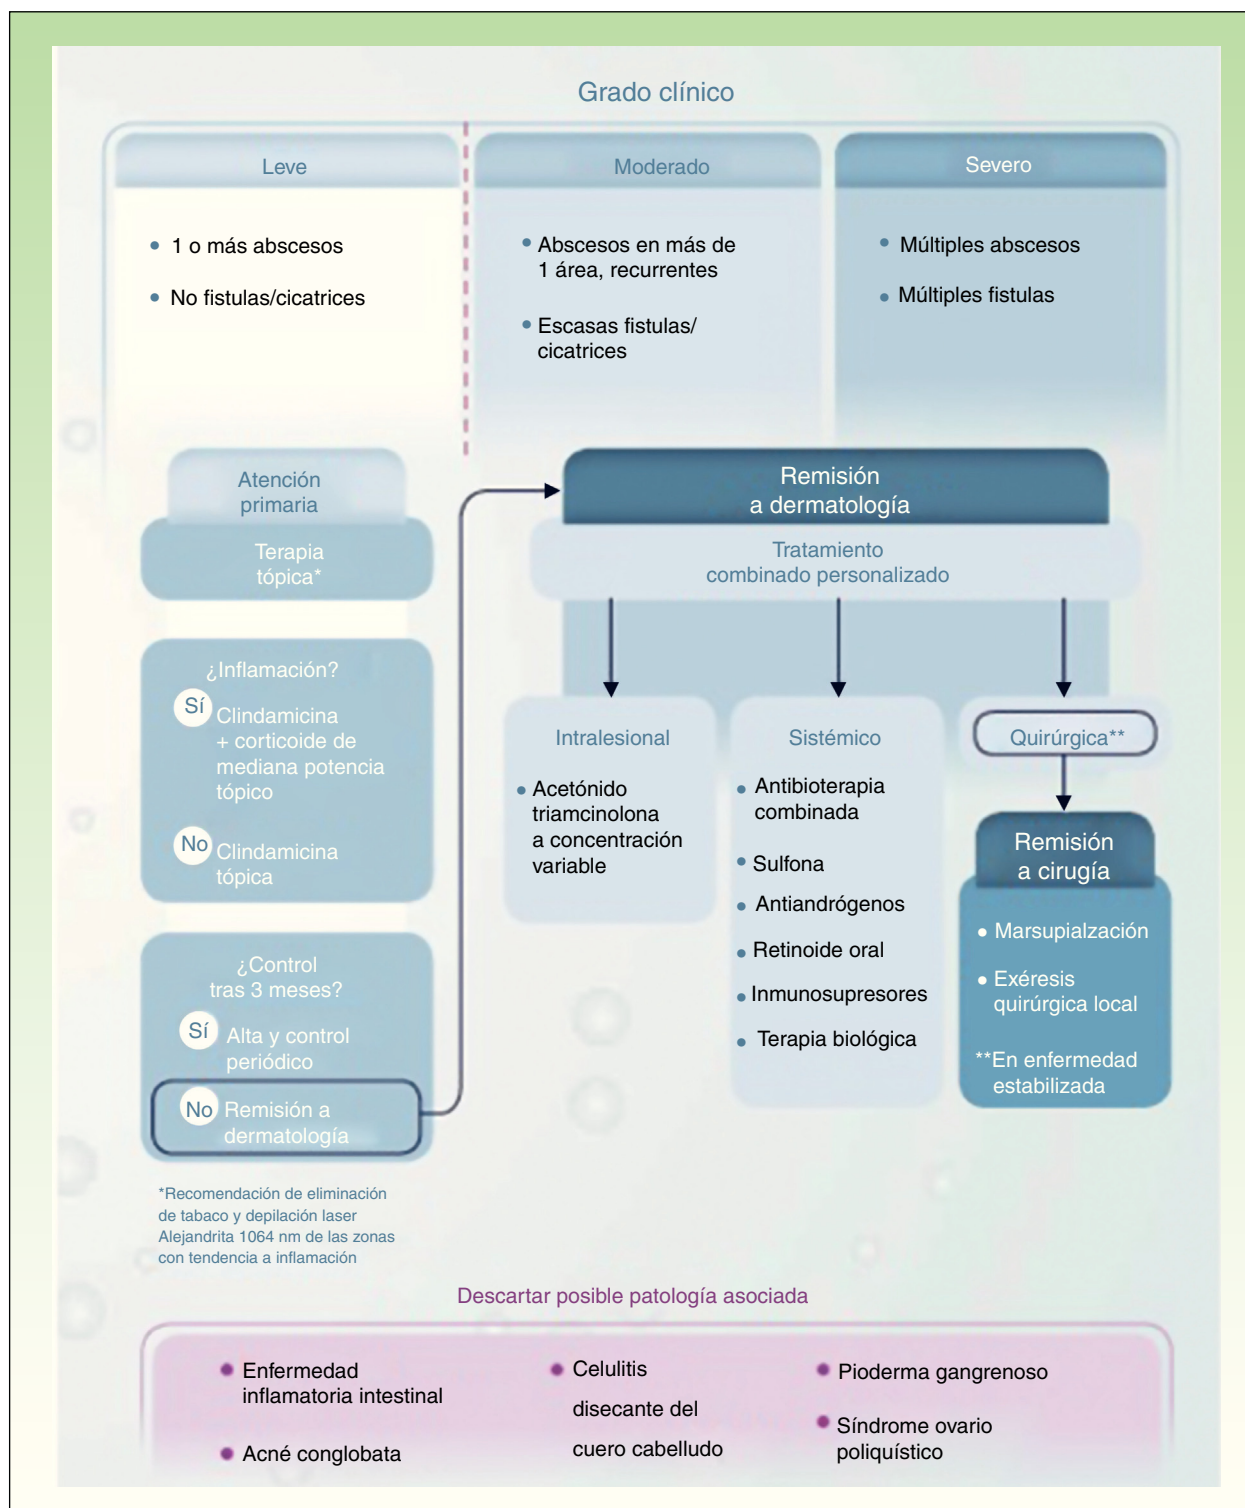 Grado clínico
Leve
1 o más abscesos
No fistulas/cicatrices
Moderado
Abscesos en más de
1 área, recurrentes
Escasas fistulas/
cicatrices
Severo
Múltiples abscesos
Múltiples fistulas
Atención
primaria
Terapia
tópica*
¿Inflamación?
Sí Clindamicina
+ corticoide de
mediana potencia
tópico
No Clindamicina
tópica
¿Control
tras 3 meses?
Sí Alta y control
periódico
No Remisión a
dermatología
*Recomendación de eliminación
de tabaco y depilación laser
Alejandrita 1064 nm de las zonas
con tendencia a inflamación
Remisión
a dermatología
Tratamiento
combinado personalizado
Intralesional
Acetónido
triamcinolona
a concentración
variable
Sistémico
Antibioterapia
combinada
Sulfona
Antiandrógenos
Retinoide oral
Inmunosupresores
Terapia biológica
Quirúrgica**
Remisión
a cirugía
Marsupialzación
Exéresis
quirúrgica local
**En enfermedad
estabilizada
Descartar posible patología asociada
Enfermedad
inflamatoria intestinal
Acné conglobata
Celulitis
disecante del
cuero cabelludo
Pioderma gangrenoso
Síndrome ovario
poliquístico